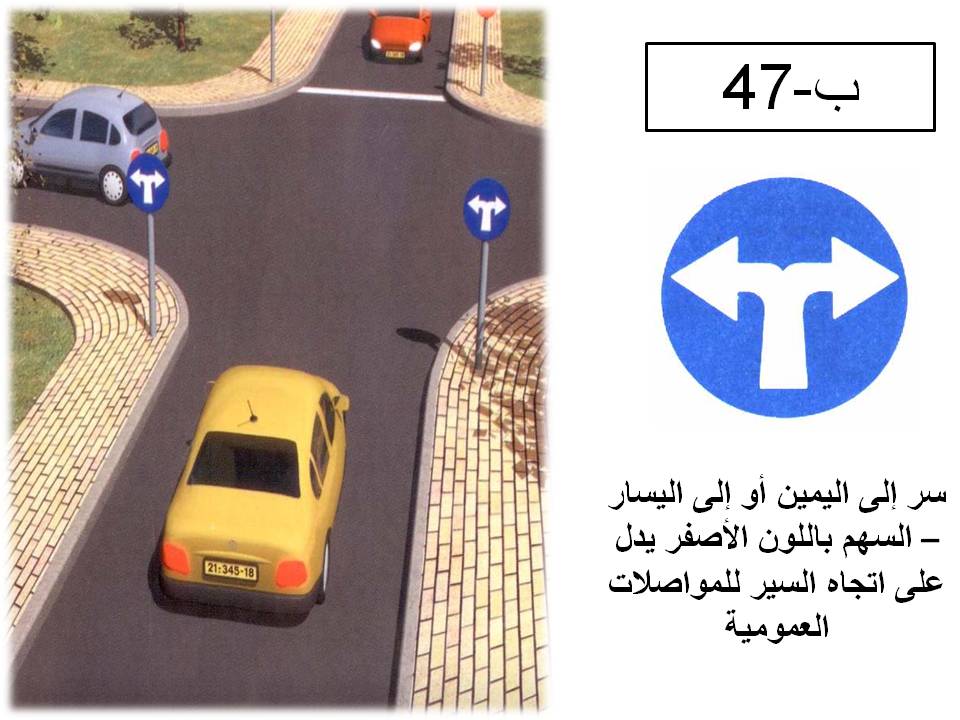 ب-47
سر إلى اليمين أو إلى اليسار
– السهم باللون الأصفر يدل
على اتجاه السير للمواصلات
العمومية
21-345-18